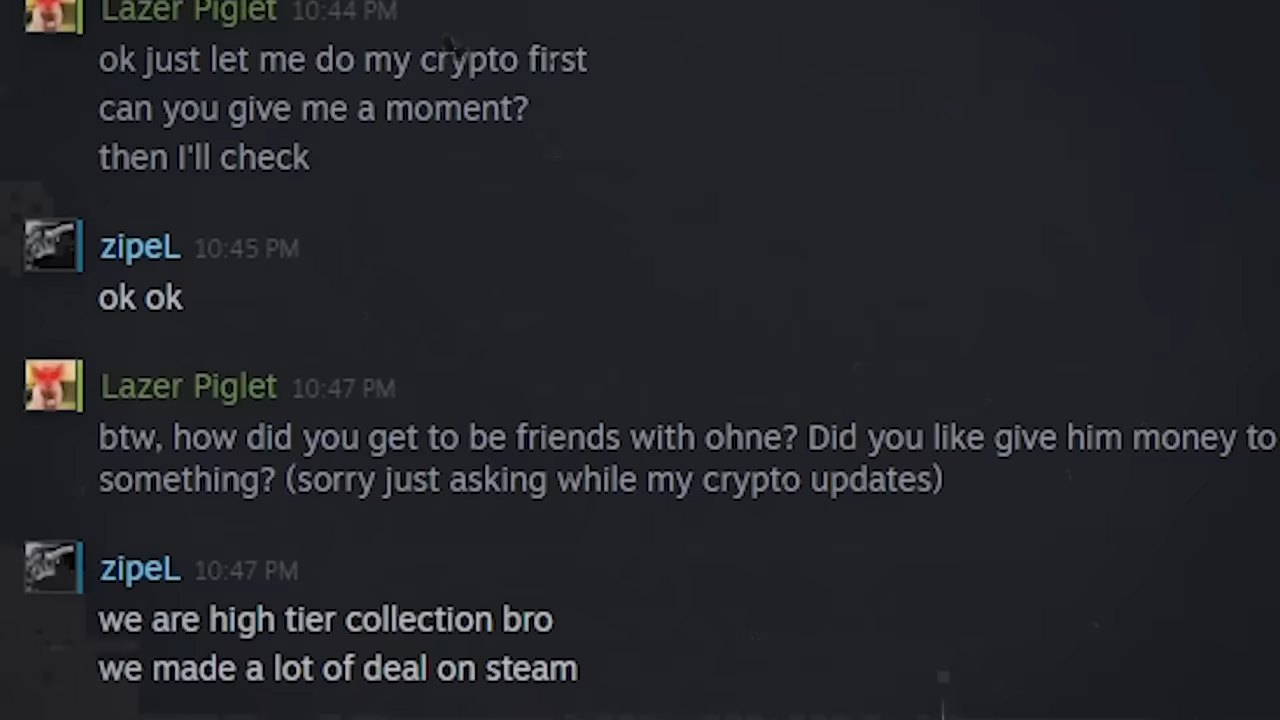 Lazer Piglet 10:44 PM
ok just let me do my crypto first
can you give me a moment?
then I'll check
zipeL 10:45 PM
ok ok
Lazer Piglet 10:47 PM
btw, how did you get to be friends with ohne? Did you like give him money to
something? (sorry just asking while my crypto updates)
zipeL 10:47 PM
we are high tier collection bro
we made a lot of deal on steam